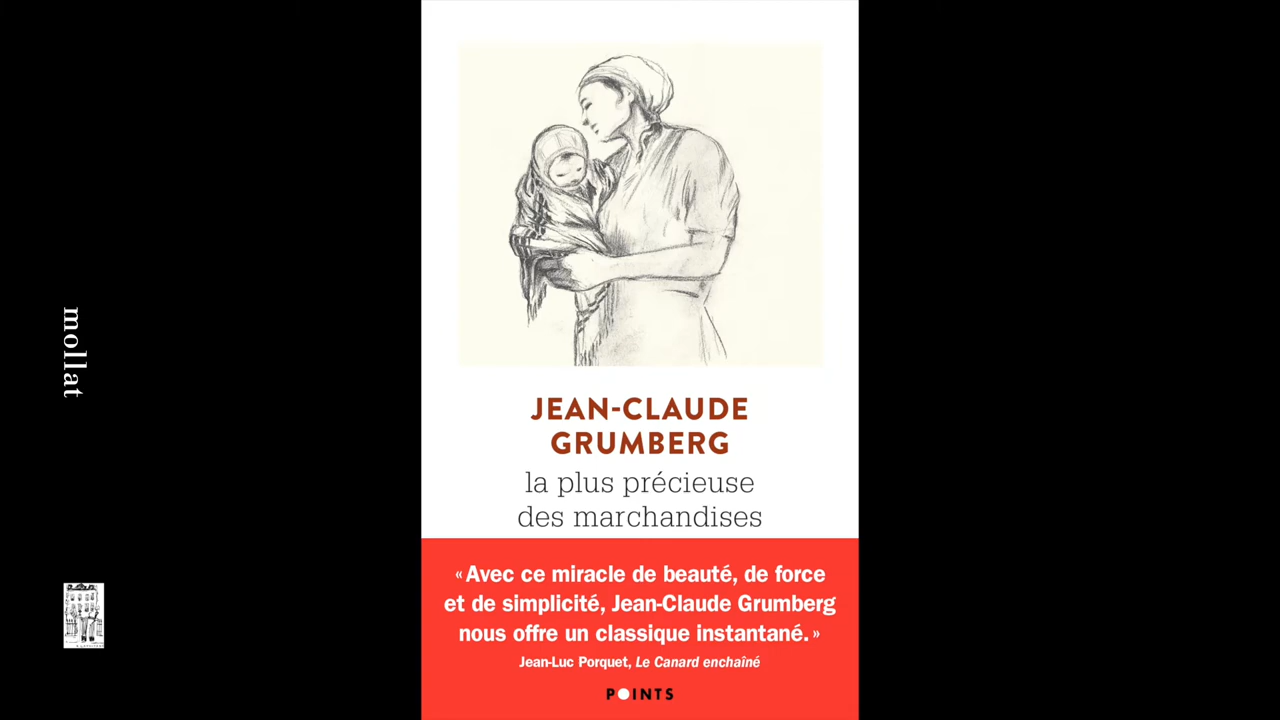 mollat
JEAN-CLAUDE
GRUMBERG
la plus précieuse
des marchandises
« Avec ce miracle de beauté, de force
et de simplicité, Jean-Claude Grumberg
nous offre un classique instantané. »
Jean-Luc Porquet, Le Canard enchaîné
POINTS